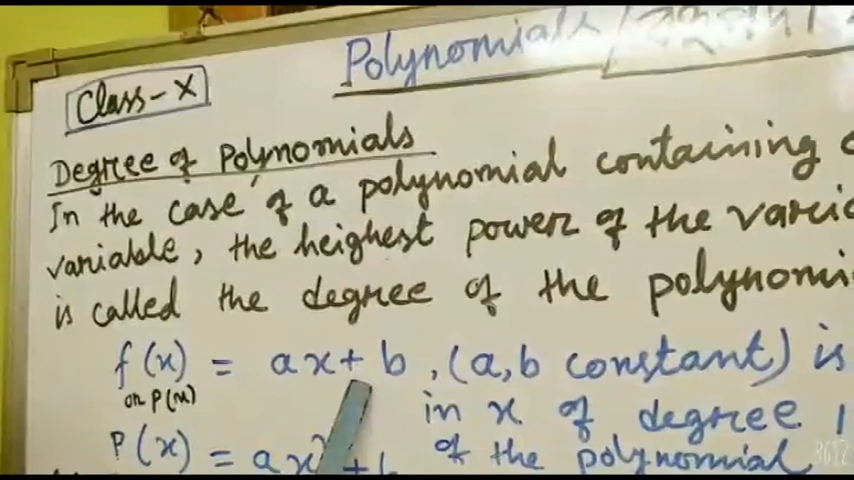 Polynomials /
Class-X
Degree of Polynomials
In the case of a polynomial containing
variable, the heighest power of the
is called the degree of the
f(x) = ax + b, (a,b constant) is
or P(x)
in x of degree 1
P(x) = ax
of the polynomial